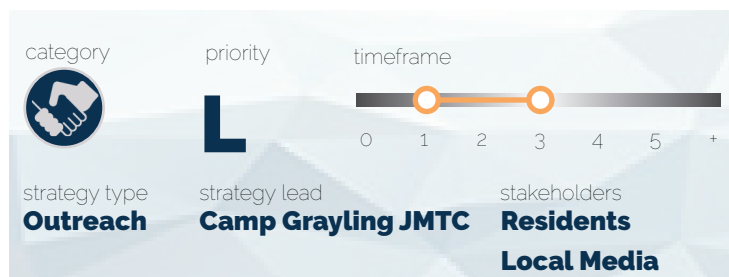 category
priority
timeframe
L
0 1 2 3 4 5 +
strategy type
strategy lead
stakeholders
Outreach
Camp Grayling JMTC
Residents
Local Media